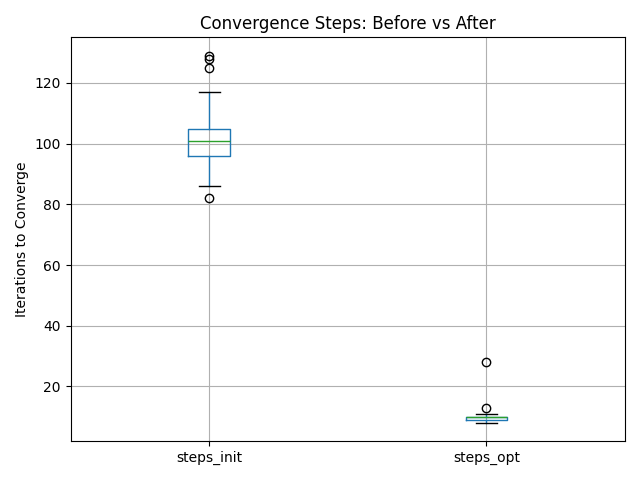 Convergence Steps: Before vs After
Iterations to Converge
120
100
80
60
40
20
steps_init
steps_opt